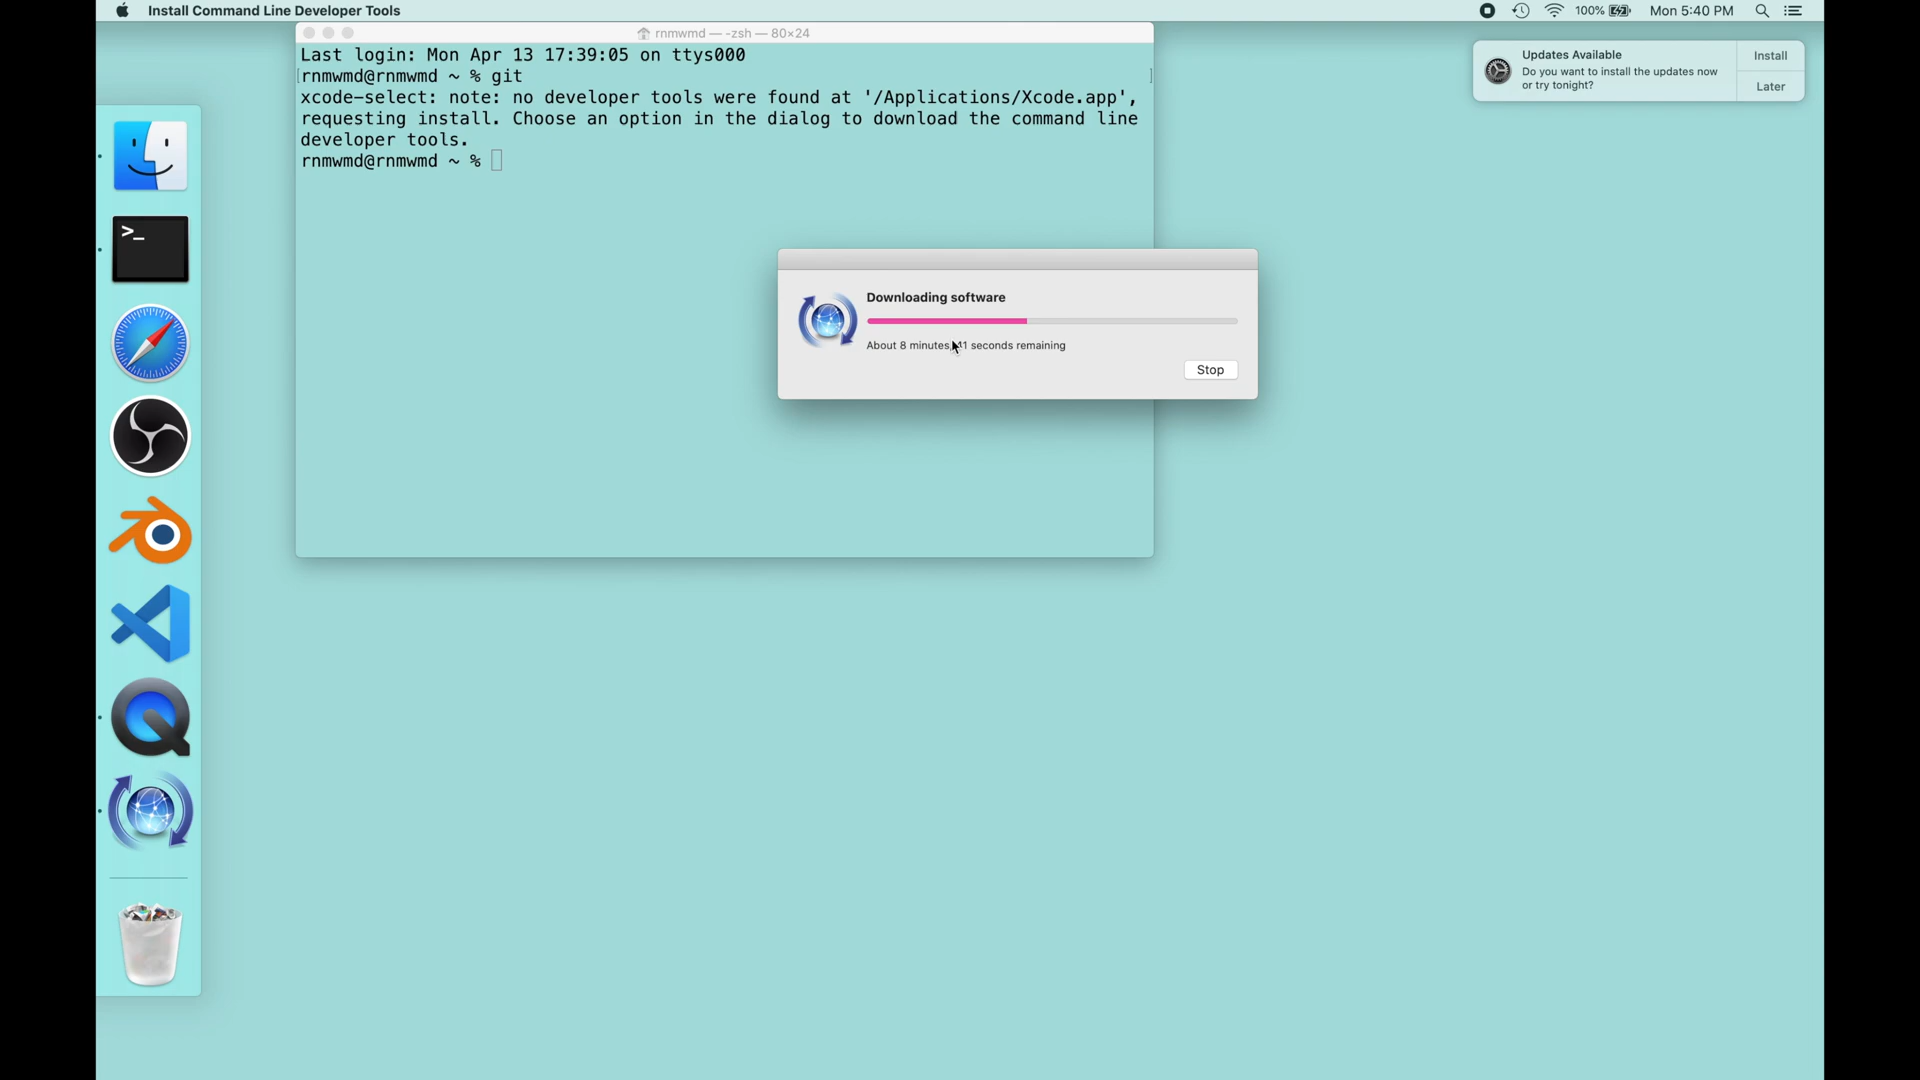 Install Command Line Developer Tools
100%
Mon 5:40 PM
rnmwmd — -zsh — 80×24
Last login: Mon Apr 13 17:39:05 on ttys000
[rnmwmd@rnmwmd ~ % git ]
xcode-select: note: no developer tools were found at '/Applications/Xcode.app',
requesting install. Choose an option in the dialog to download the command line
developer tools.
rnmwmd@rnmwmd ~ %
Updates Available
Do you want to install the updates now
or try tonight?
Install
Later
>_
Downloading software
About 8 minutes, 41 seconds remaining
Stop